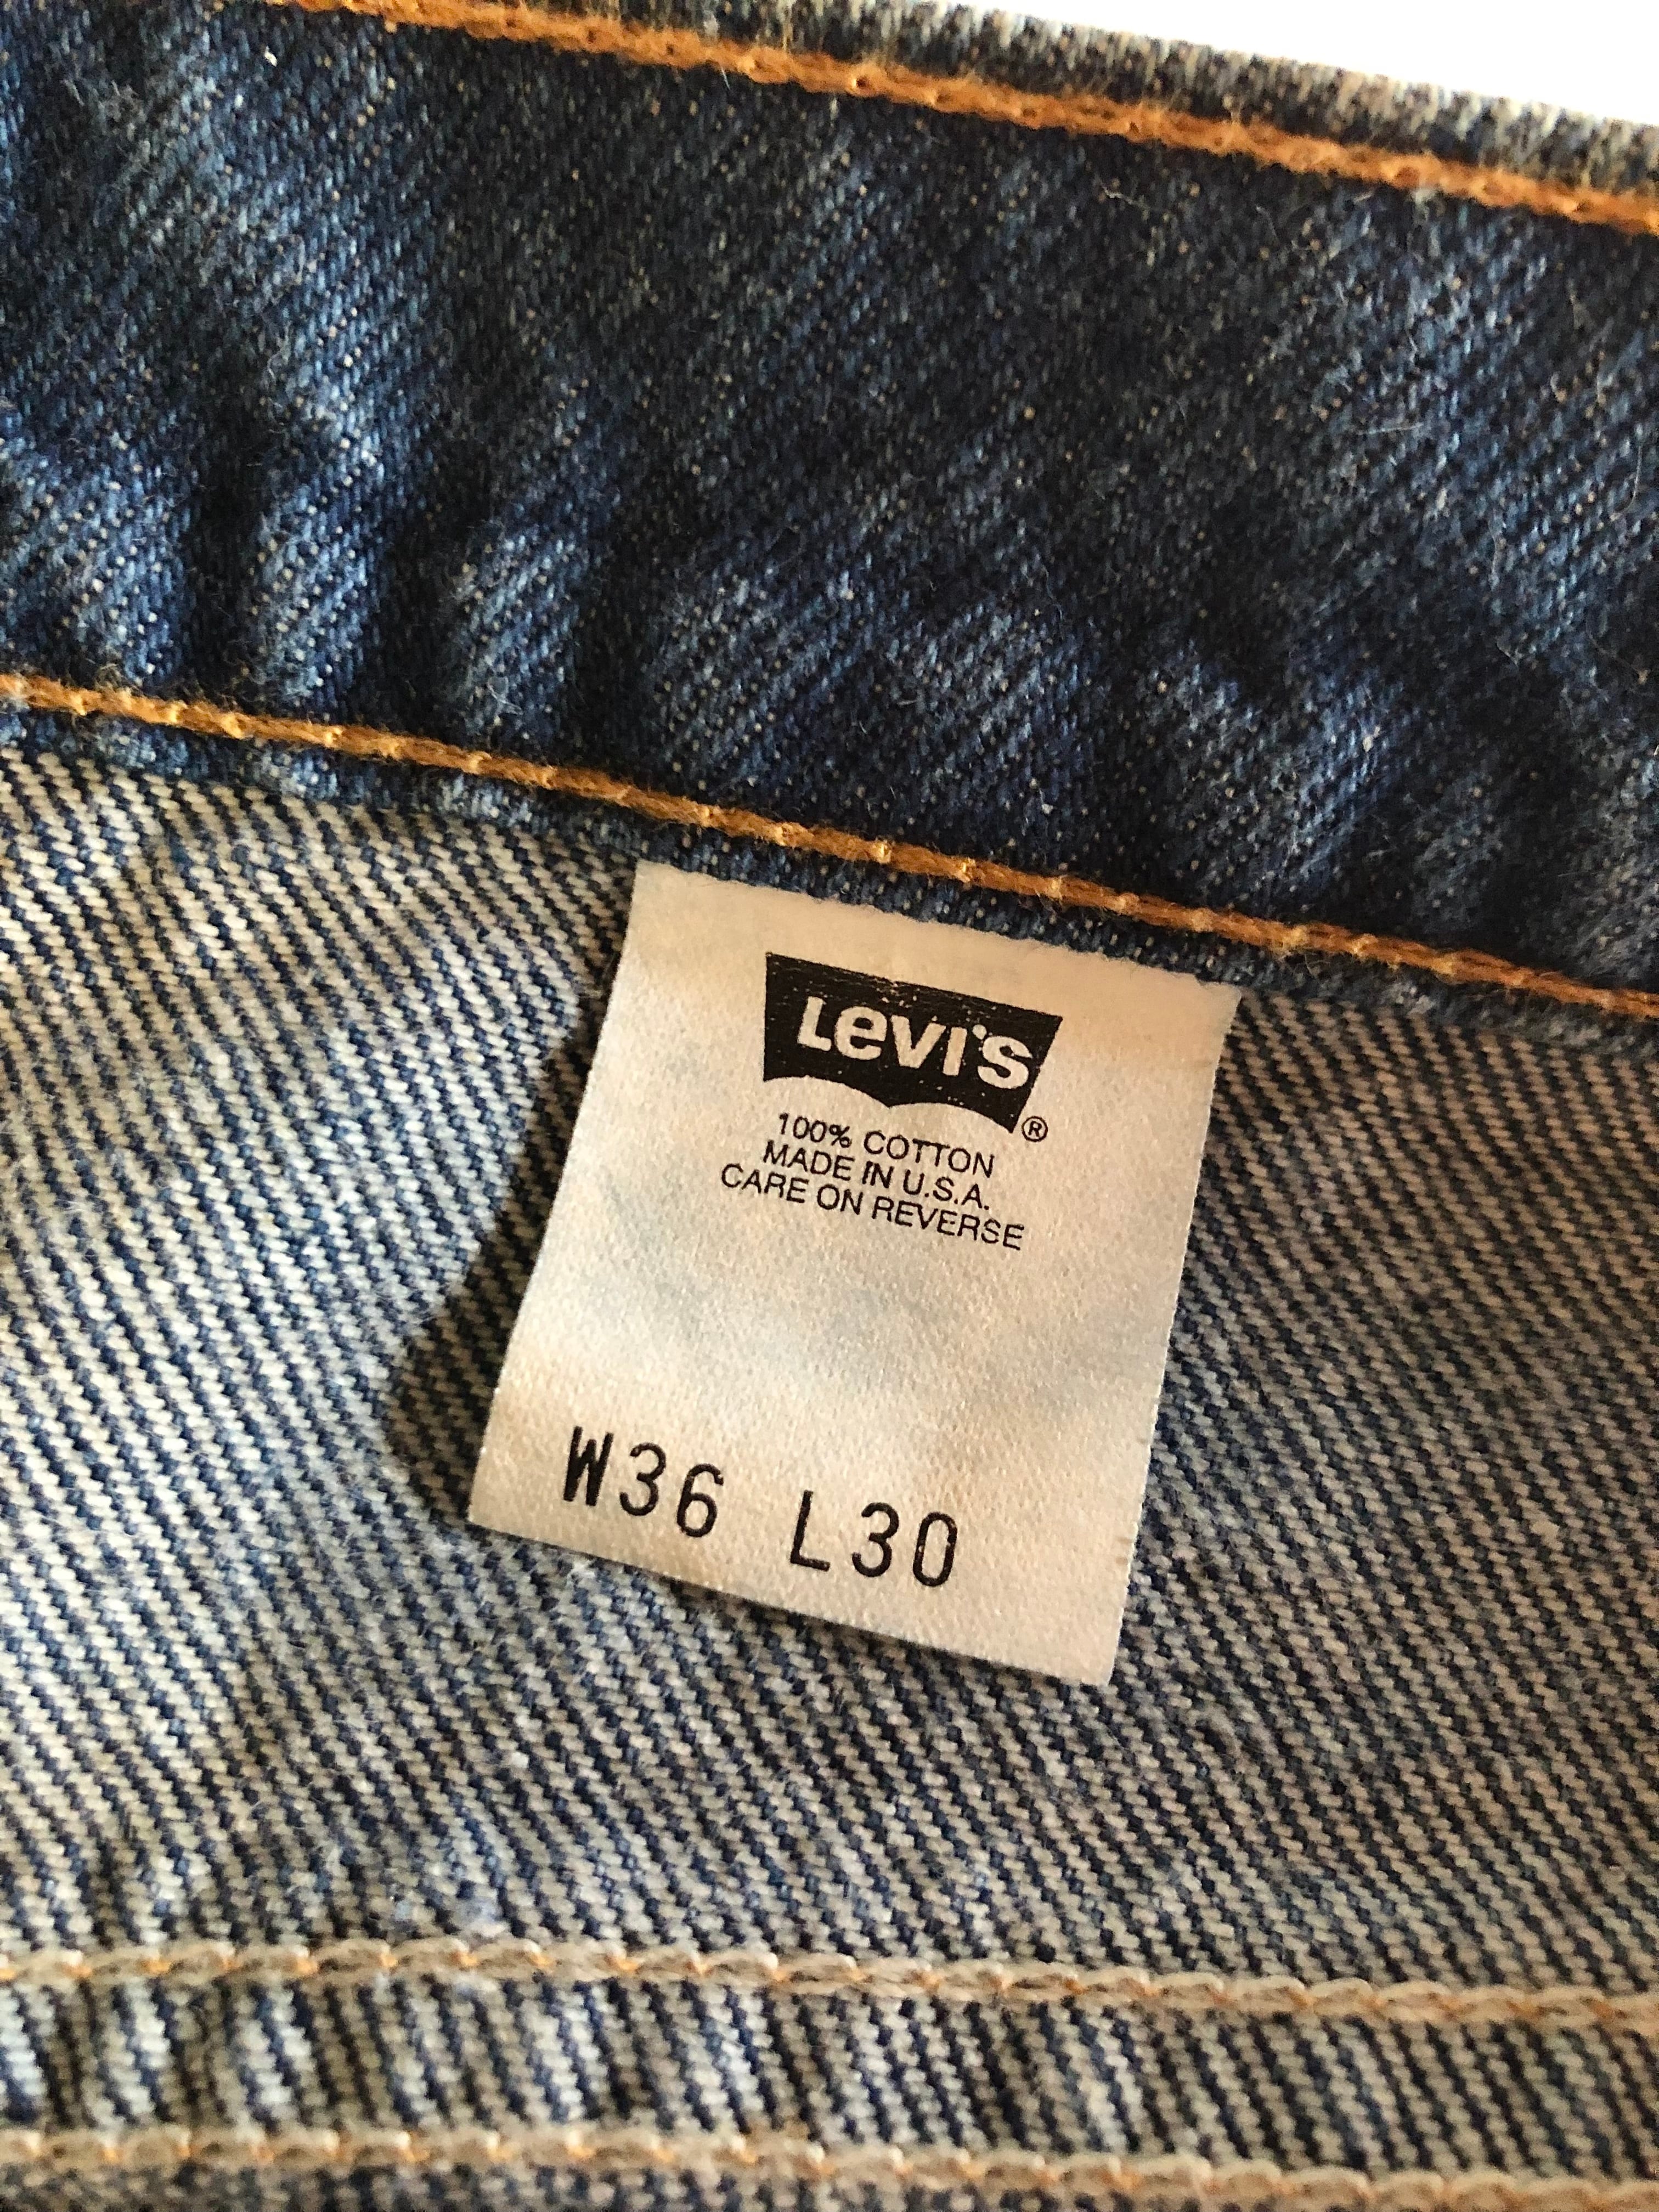 LEVI'S
®
100% COTTON
MADE IN U.S.A.
CARE ON REVERSE
W36 L30